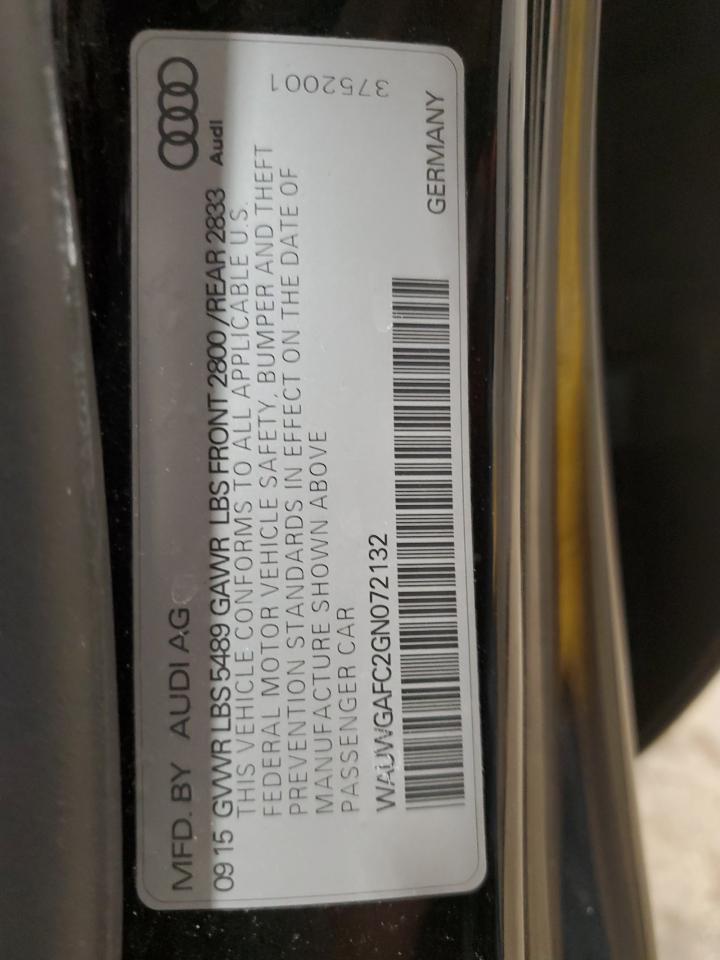 MFD. BY AUDI AG
Audi
09 15 GVWR LBS 5489 GAWR LBS FRONT 2800 / REAR 2833
THIS VEHICLE CONFORMS TO ALL APPLICABLE U.S.
FEDERAL MOTOR VEHICLE SAFETY, BUMPER AND THEFT
PREVENTION STANDARDS IN EFFECT ON THE DATE OF
MANUFACTURE SHOWN ABOVE
PASSENGER CAR
WAUWGAFC2GN072132
GERMANY
3752001